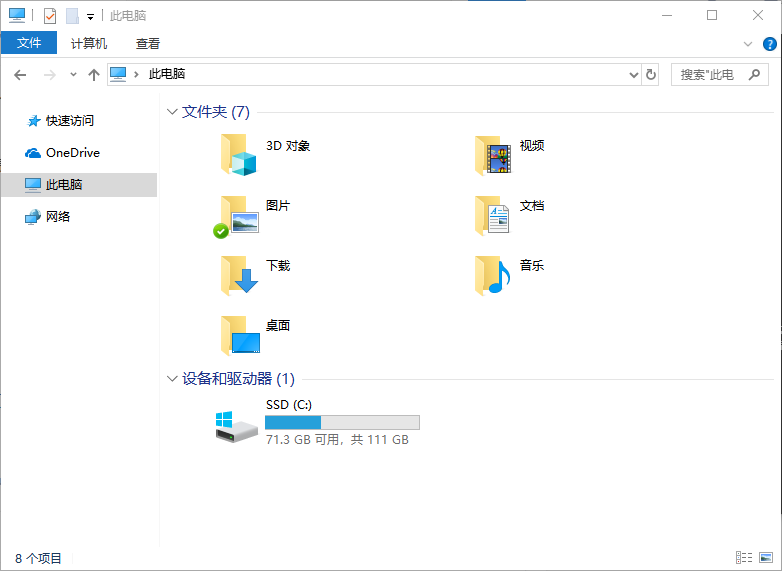 此电脑
文件 计算机 查看
此电脑 搜索"此电
快速访问
OneDrive
此电脑
网络
文件夹 (7)
3D 对象
视频
图片
文档
下载
音乐
桌面
设备和驱动器 (1)
SSD (C:)
71.3 GB 可用，共 111 GB
8 个项目